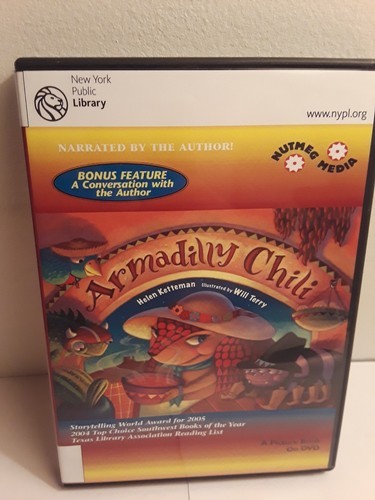 New York
Public
Library
www.nypl.org
NARRATED BY THE AUTHOR!
NUTMEG MEDIA
BONUS FEATURE
A Conversation with
the Author
Armadilly Chili
Helen Ketteman Illustrated by Will Terry
Storytelling World Award for 2005
2004 Top Choice Southwest Books of the Year
Texas Library Association Reading List
A Picture Book
On DVD